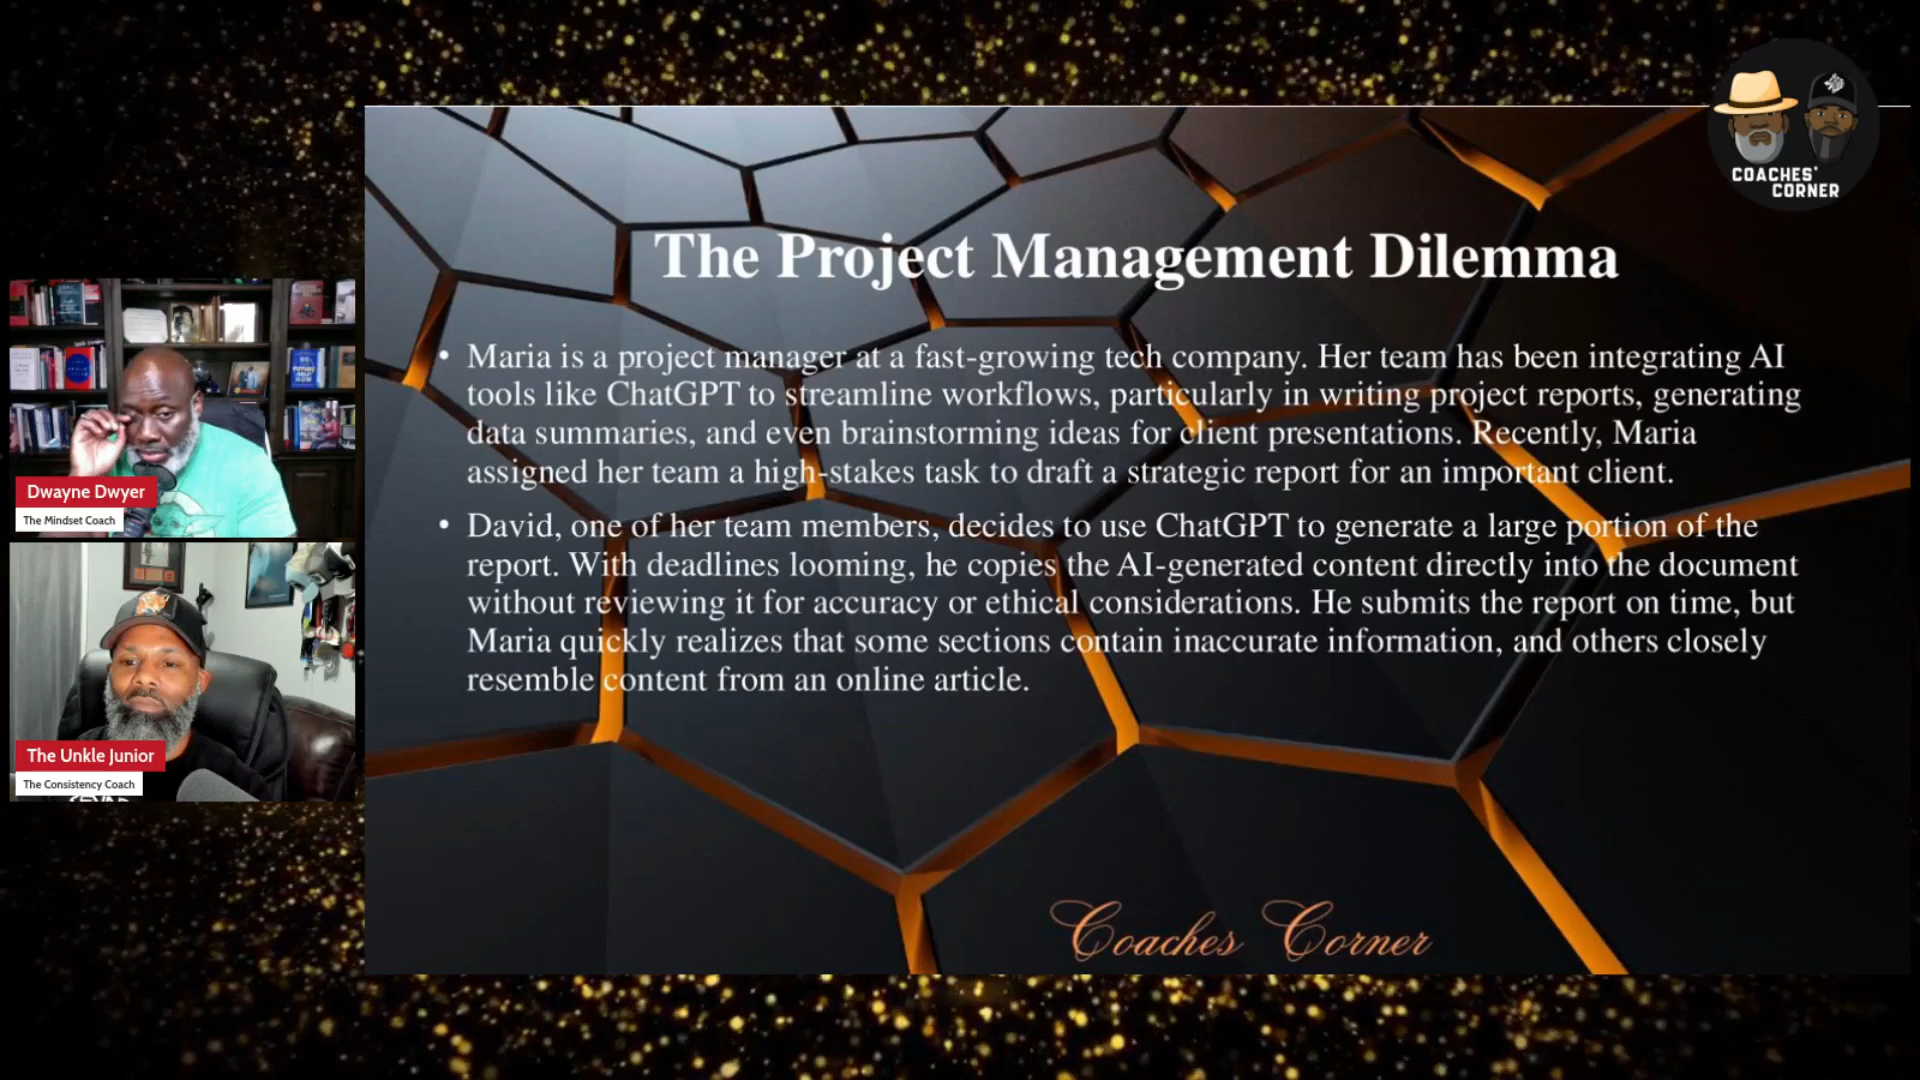 COACHES'
CORNER
The Project Management Dilemma
• Maria is a project manager at a fast-growing tech company. Her team has been integrating AI
tools like ChatGPT to streamline workflows, particularly in writing project reports, generating
data summaries, and even brainstorming ideas for client presentations. Recently, Maria
assigned her team a high-stakes task to draft a strategic report for an important client.
• David, one of her team members, decides to use ChatGPT to generate a large portion of the
report. With deadlines looming, he copies the AI-generated content directly into the document
without reviewing it for accuracy or ethical considerations. He submits the report on time, but
Maria quickly realizes that some sections contain inaccurate information, and others closely
resemble content from an online article.
Coaches Corner
Dwayne Dwyer
The Mindset Coach
The Unkle Junior
The Consistency Coach